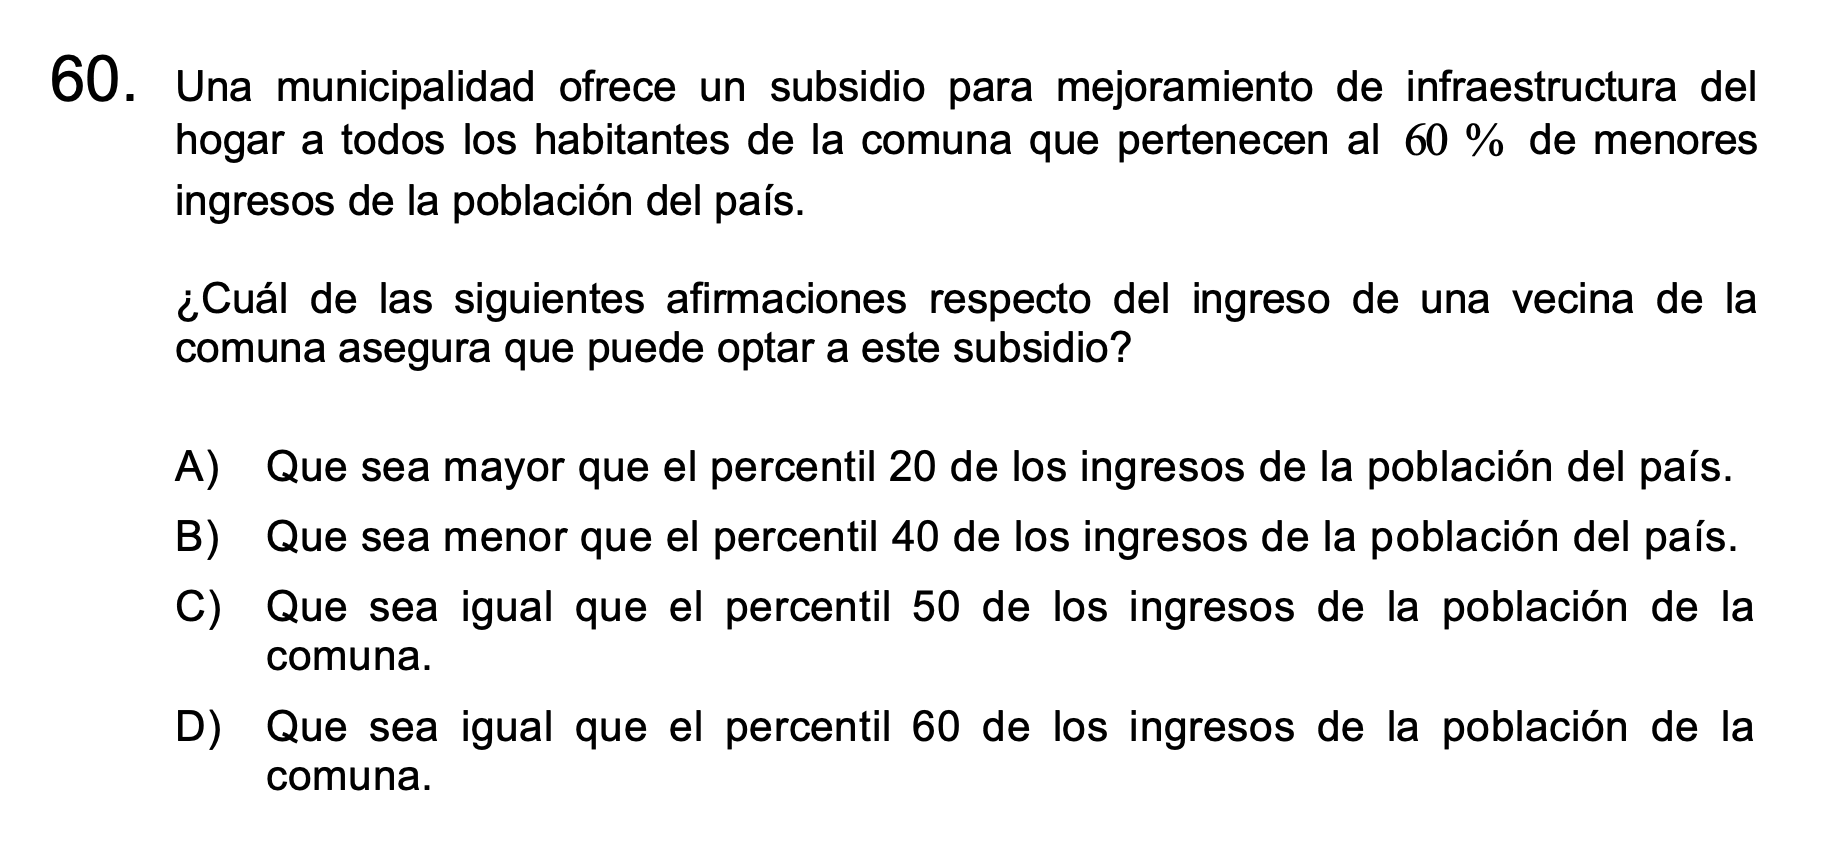 60. Una municipalidad ofrece un subsidio para mejoramiento de infraestructura del
hogar a todos los habitantes de la comuna que pertenecen al 60 % de menores
ingresos de la población del país.
¿Cuál de las siguientes afirmaciones respecto del ingreso de una vecina de la
comuna asegura que puede optar a este subsidio?
A) Que sea mayor que el percentil 20 de los ingresos de la población del país.
B) Que sea menor que el percentil 40 de los ingresos de la población del país.
C) Que sea igual que el percentil 50 de los ingresos de la población de la
comuna.
D) Que sea igual que el percentil 60 de los ingresos de la población de la
comuna.